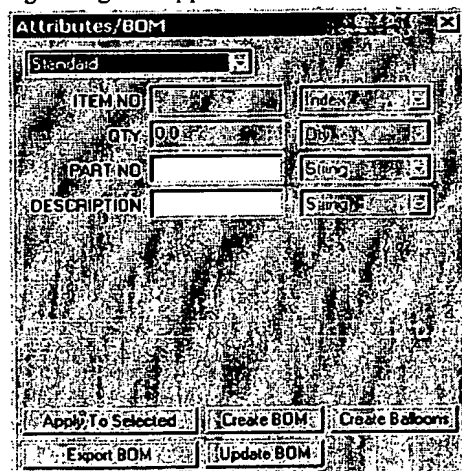 Attributes/BOM
Standard
ITEM NO Index
QTY 0.0
PART NO String
DESCRIPTION String
Apply To Selected Create BOM Create Balloons
Export BOM Update BOM